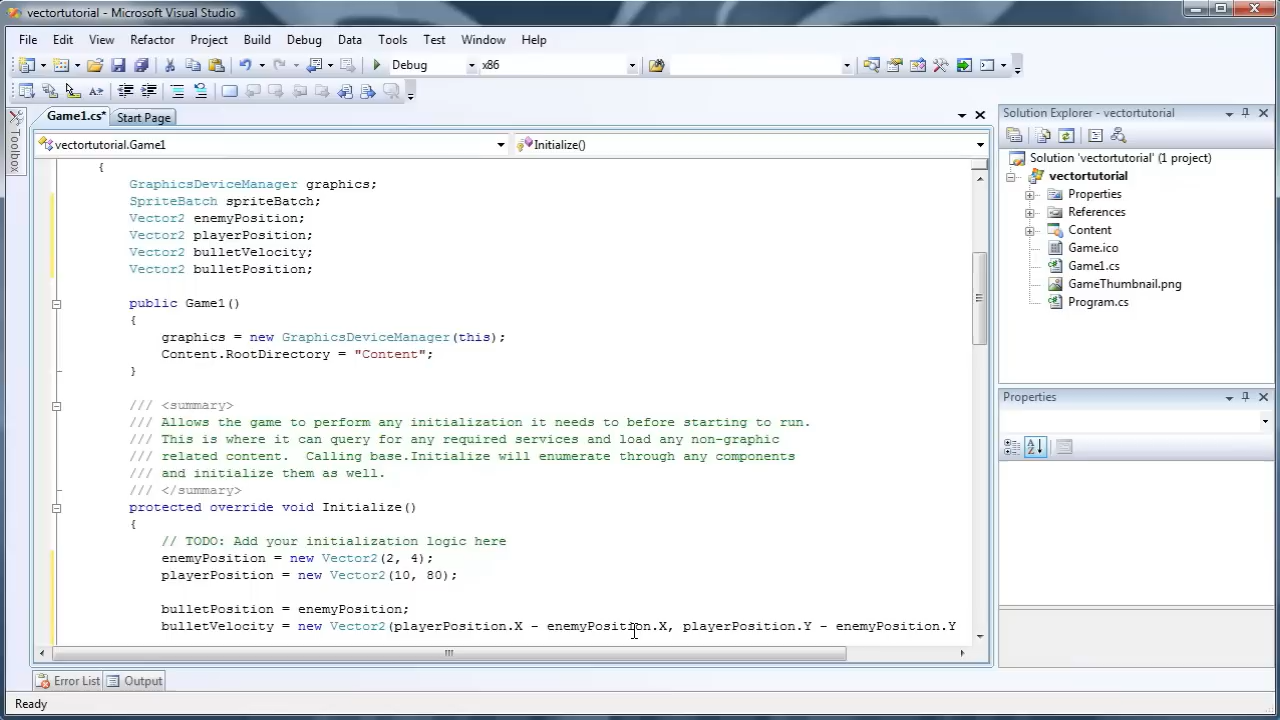 vectortutorial - Microsoft Visual Studio
File Edit View Refactor Project Build Debug Data Tools Test Window Help
Debug x86
Game1.cs* Start Page
Toolbox
vectortutorial.Game1 Initialize()
{
GraphicsDeviceManager graphics;
SpriteBatch spriteBatch;
Vector2 enemyPosition;
Vector2 playerPosition;
Vector2 bulletVelocity;
Vector2 bulletPosition;
public Game1()
{
graphics = new GraphicsDeviceManager(this);
Content.RootDirectory = "Content";
}
/// <summary>
/// Allows the game to perform any initialization it needs to before starting to run.
/// This is where it can query for any required services and load any non-graphic
/// related content.  Calling base.Initialize will enumerate through any components
/// and initialize them as well.
/// </summary>
protected override void Initialize()
{
// TODO: Add your initialization logic here
enemyPosition = new Vector2(2, 4);
playerPosition = new Vector2(10, 80);
bulletPosition = enemyPosition;
bulletVelocity = new Vector2(playerPosition.X - enemyPosition.X, playerPosition.Y - enemyPosition.Y
Solution Explorer - vectortutorial
Solution 'vectortutorial' (1 project)
vectortutorial
Properties
References
Content
Game.ico
Game1.cs
GameThumbnail.png
Program.cs
Properties
Error List Output
Ready